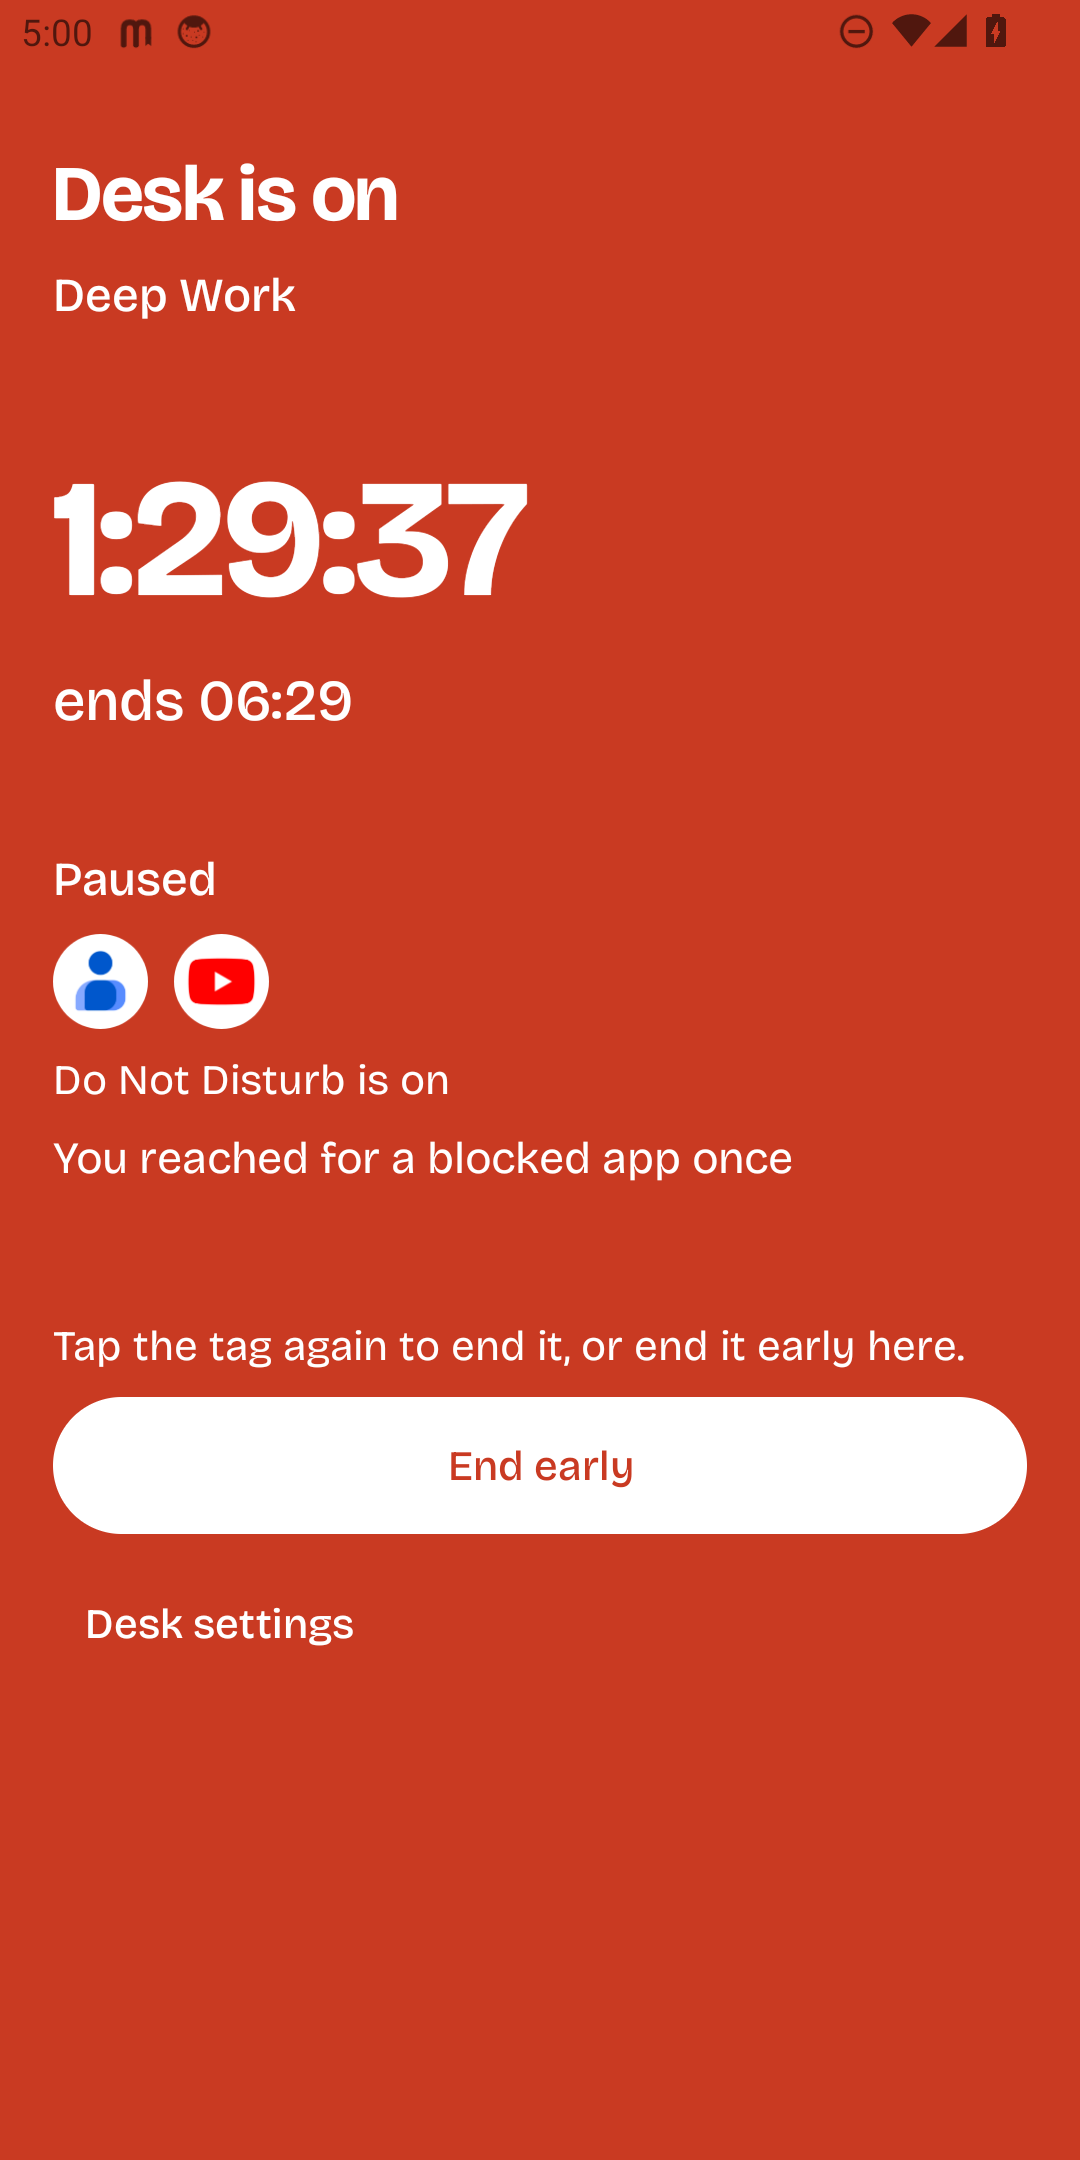 5:00
Desk is on
Deep Work
1:29:37
ends 06:29
Paused
Do Not Disturb is on
You reached for a blocked app once
Tap the tag again to end it, or end it early here.
End early
Desk settings